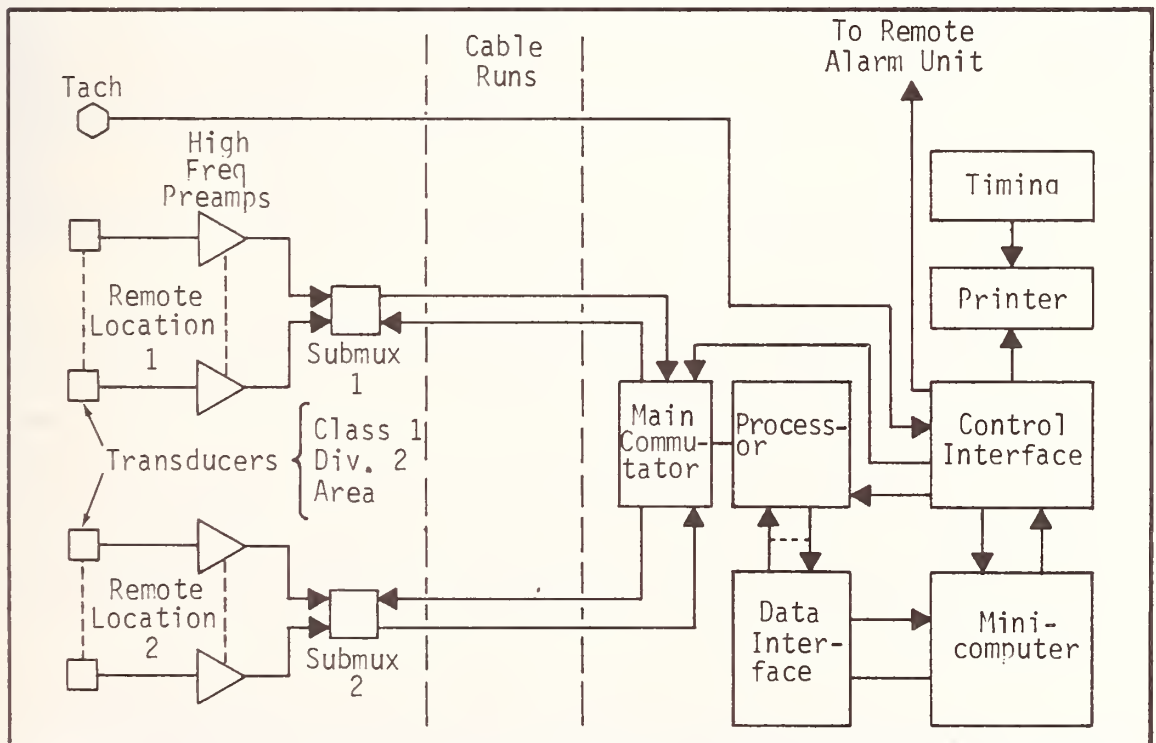 To Remote
Alarm Unit
Cable
Runs
Tach
High
Freq
Preamps
Timing
Printer
Remote
Location
1
Submux
1
Main
Commu-
tator
Process-
or
Control
Interface
Transducers
Class 1
Div. 2
Area
Remote
Location
2
Submux
2
Data
Inter-
face
Mini-
computer